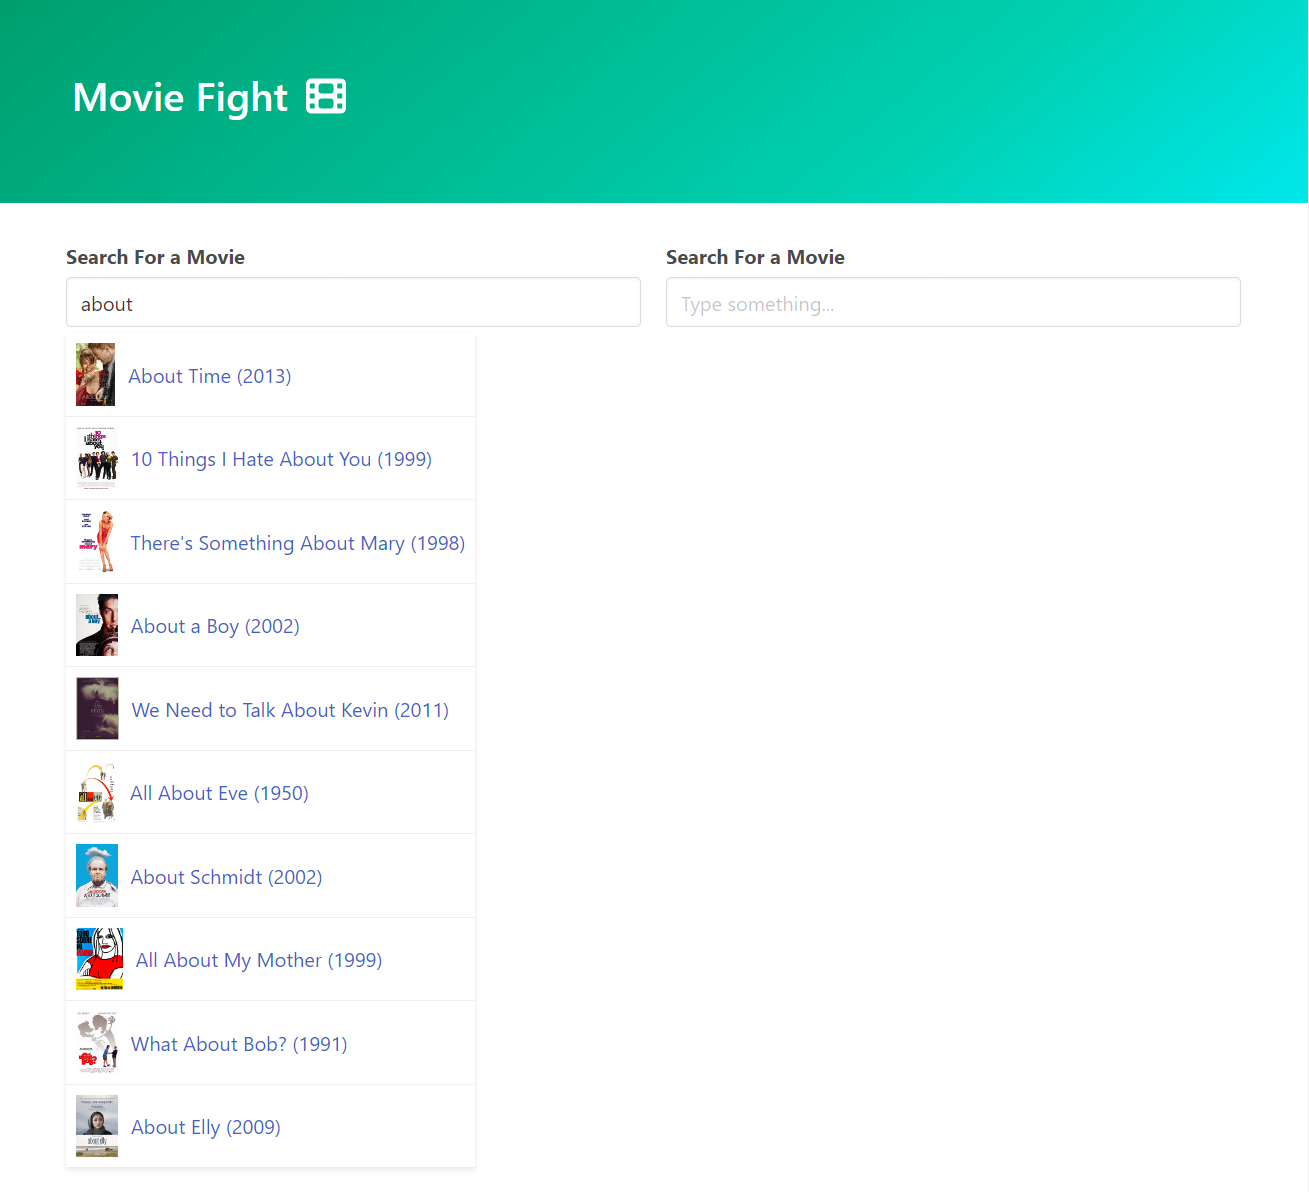 Movie Fight
Search For a Movie
about
About Time (2013)
10 Things I Hate About You (1999)
There's Something About Mary (1998)
About a Boy (2002)
We Need to Talk About Kevin (2011)
All About Eve (1950)
About Schmidt (2002)
All About My Mother (1999)
What About Bob? (1991)
About Elly (2009)
Search For a Movie
Type something...